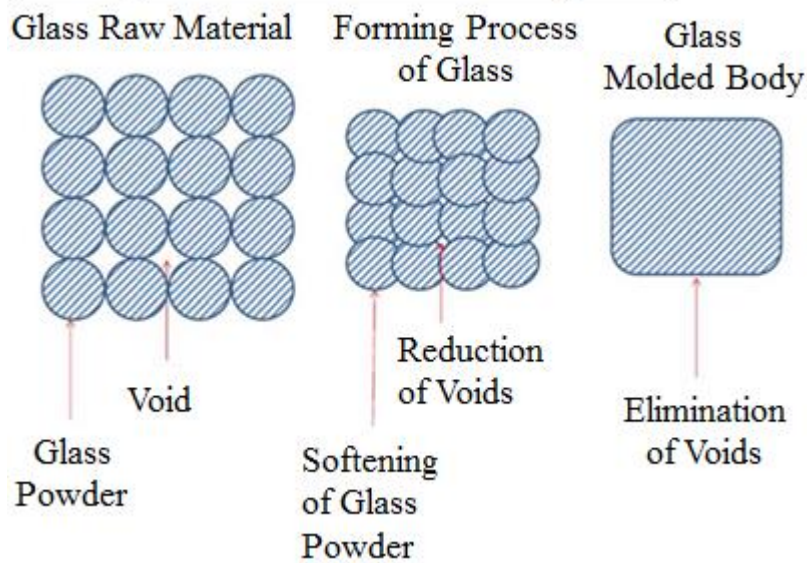 Glass Raw Material
Forming Process
of Glass
Glass
Molded Body
Void
Glass
Powder
Reduction
of Voids
Softening
of Glass
Powder
Elimination
of Voids